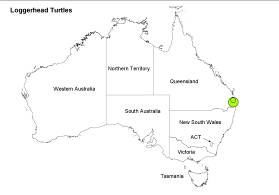 Loggerhead Turtles
Northern Territory
Queensland
Western Australia
South Australia
New South Wales
ACT
Victoria
Tasmania